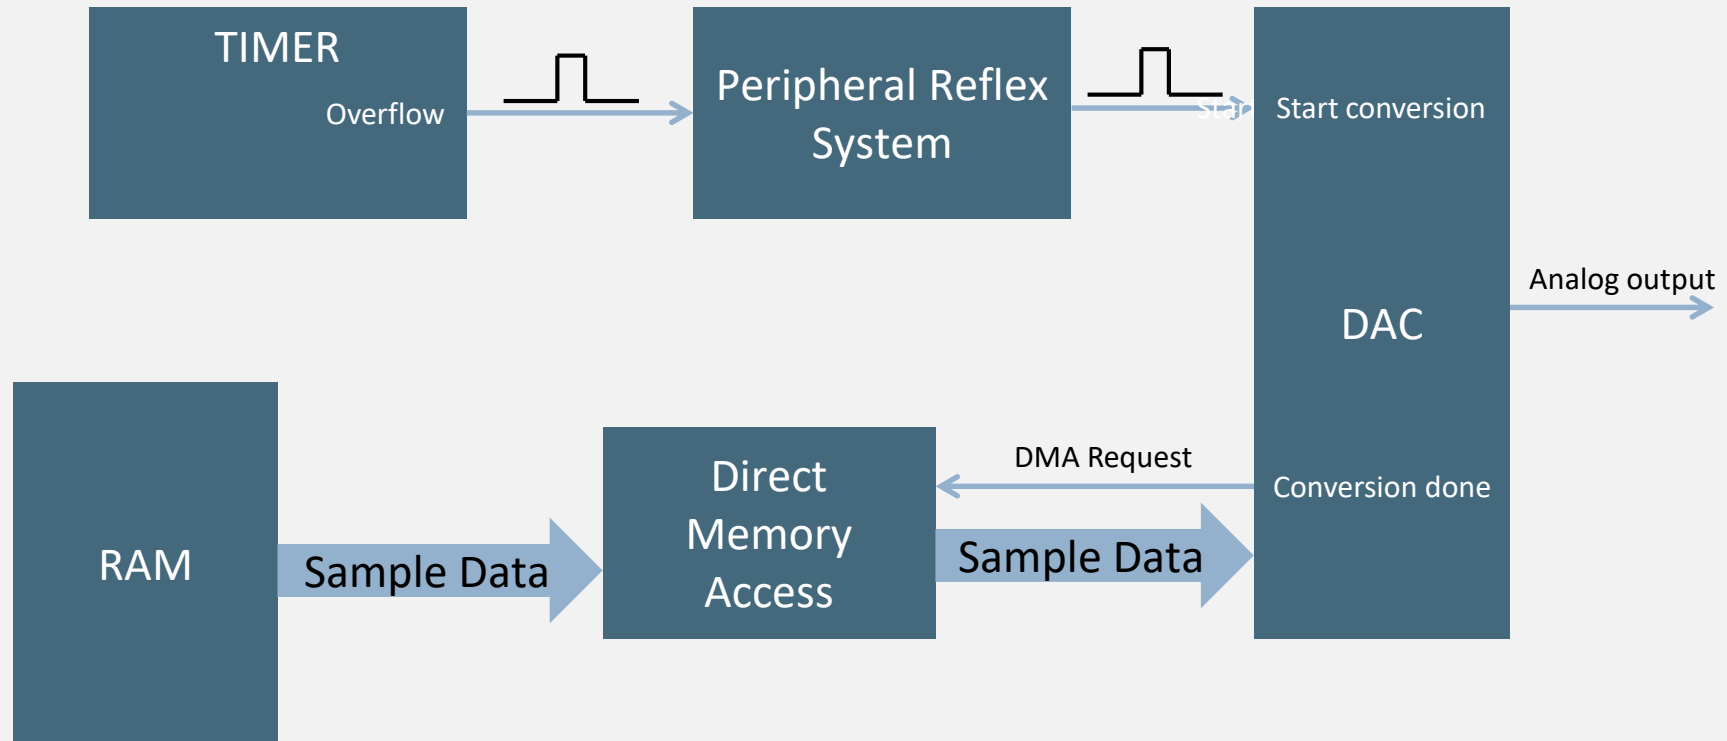 TIMER
Overflow
Peripheral Reflex
System
Start
Start conversion
Analog output
DAC
DMA Request
Conversion done
Direct
Memory
Access
RAM
Sample Data
Sample Data